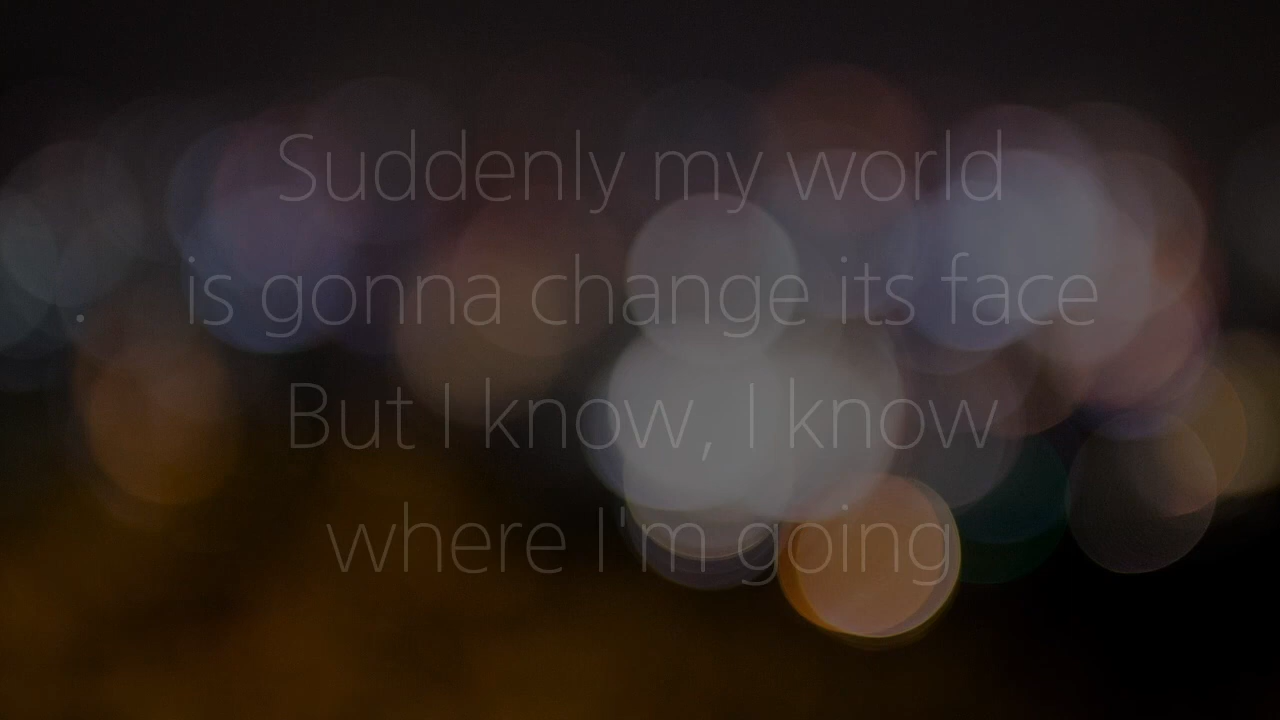 Suddenly my world
is gonna change its face
But I know, I know
where I'm going